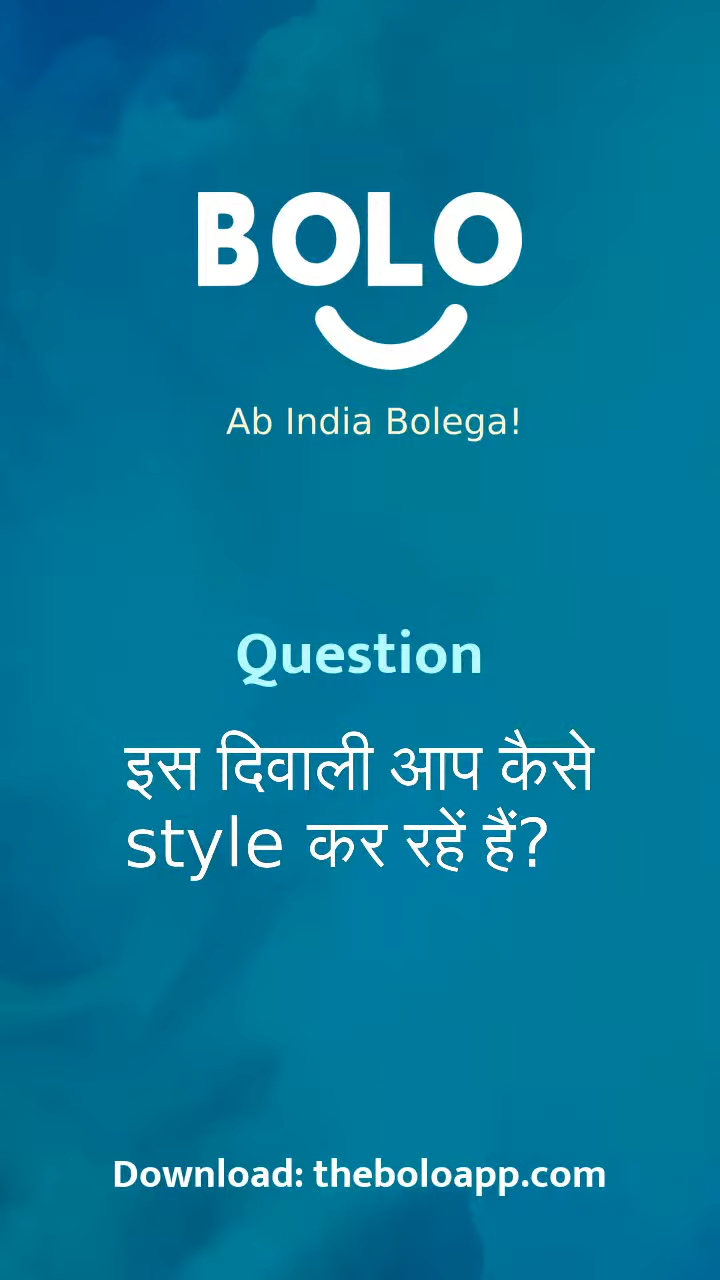 BOLO
Ab India Bolega!
Question
इस दिवाली आप कैसे
style कर रहें हैं?
Download: theboloapp.com